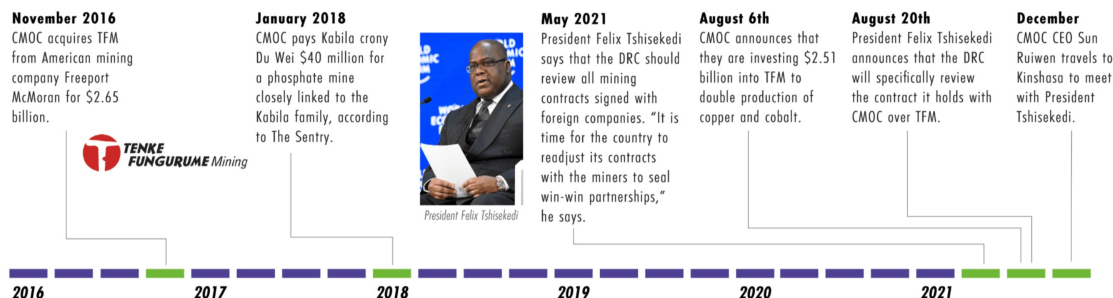 November 2016
CMOC acquires TFM
from American mining
company Freeport
McMoran for $2.65
billion.
TENKE
FUNGURUME Mining
January 2018
CMOC pays Kabila crony
Du Wei $40 million for
a phosphate mine
closely linked to the
Kabila family, according
to The Sentry.
President Felix Tshisekedi
May 2021
President Felix Tshisekedi
says that the DRC should
review all mining
contracts signed with
foreign companies. “It is
time for the country to
readjust its contracts
with the miners to seal
win-win partnerships,”
he says.
August 6th
CMOC announces that
they are investing $2.51
billion into TFM to
double production of
copper and cobalt.
August 20th
President Felix Tshisekedi
announces that the DRC
will specifically review
the contract it holds with
CMOC over TFM.
December
CMOC CEO Sun
Ruiwen travels to
Kinshasa to meet
with President
Tshisekedi.
2016
2017
2018
2019
2020
2021